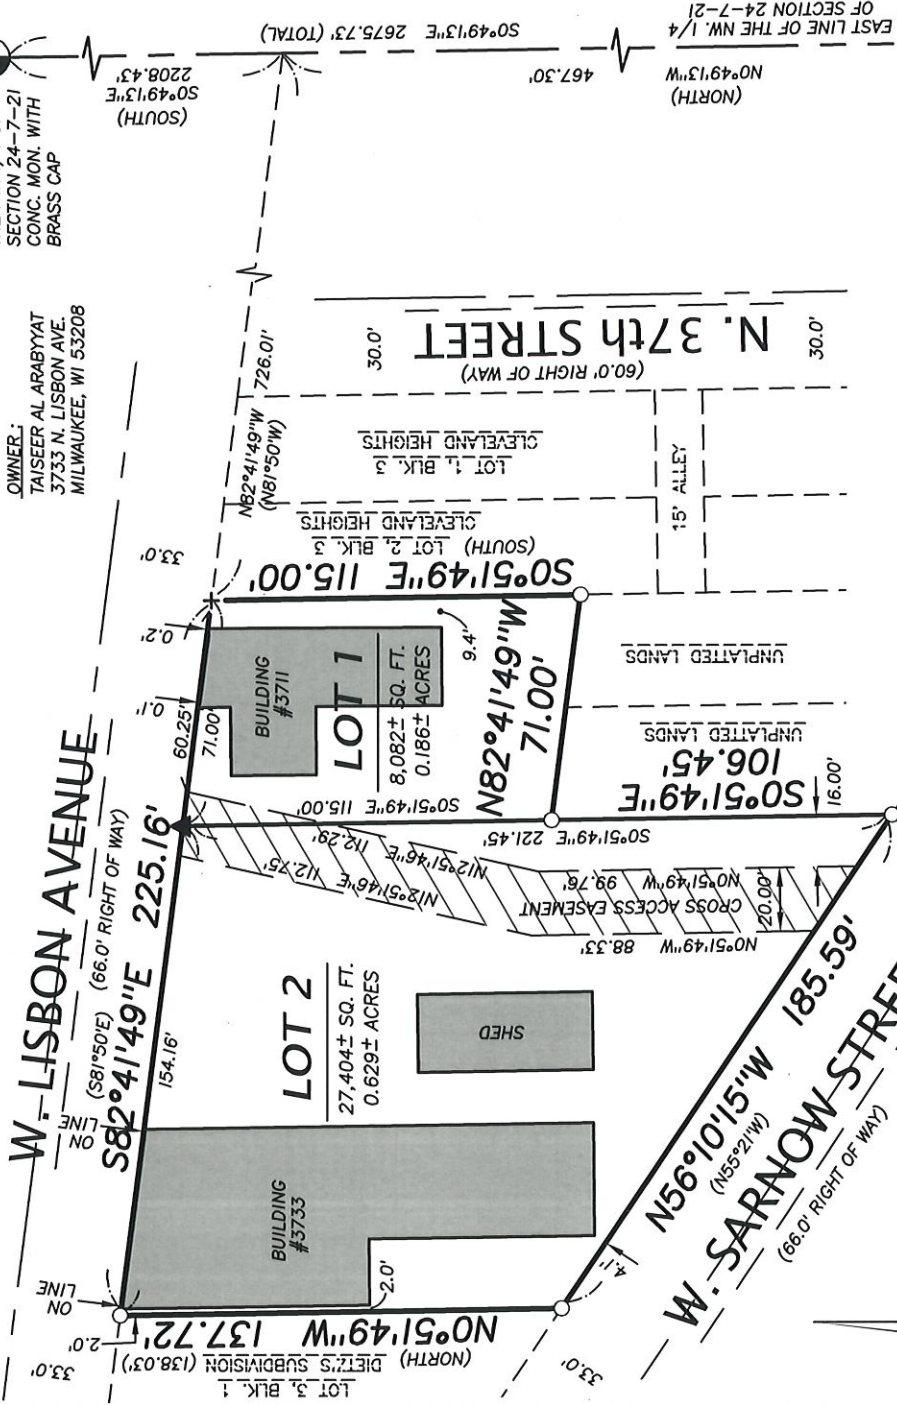 SECTION 24-7-21
CONC. MON. WITH
BRASS CAP
(SOUTH)
S0°49'13"E
2208.43'
S0°49'13"E 2675.73' (TOTAL)
467.30'
(NORTH)
N0°49'13"W
EAST LINE OF THE NW. 1/4
OF SECTION 24-7-21
OWNER:
TAISEER AL ARABYYAT
3733 N. LISBON AVE.
MILWAUKEE, WI 53208
726.01'
N82°41'49"W
(N81°50'W)
30.0'
N. 37th STREET
(60.0' RIGHT OF WAY)
30.0'
LOT 1, BLK. 3
CLEVELAND HEIGHTS
15' ALLEY
LOT 2, BLK. 3
CLEVELAND HEIGHTS
(SOUTH)
S0°51'49"E 115.00'
33.0'
0.2'
0.1'
60.25'
71.00'
BUILDING
#3711
LOT 1
8,082± SQ. FT.
0.186± ACRES
9.4'
N82°41'49"W
71.00'
UNPLATTED LANDS
UNPLATTED LANDS
S0°51'49"E
106.45'
16.00'
S0°51'49"E 115.00'
S0°51'49"E 221.45'
N12°51'46"E 112.29'
N12°51'46"E 112.75'
N0°51'49"W 99.76'
CROSS ACCESS EASEMENT
20.00'
N0°51'49"W 88.33'
W. LISBON AVENUE
(66.0' RIGHT OF WAY)
(S81°50'E)
S82°41'49"E 225.16'
154.16'
ON
LINE
LOT 2
27,404± SQ. FT.
0.629± ACRES
SHED
BUILDING
#3733
ON
LINE
2.0'
2.0'
33.0'
N0°51'49"W 137.72'
(NORTH) (138.03')
LOT 3, BLK. 1
DIETZ'S SUBDIVISION
4.1'
N56°10'15"W 185.59'
(N55°21'W)
W. SARNOW STREE
(66.0' RIGHT OF WAY)
33.0'